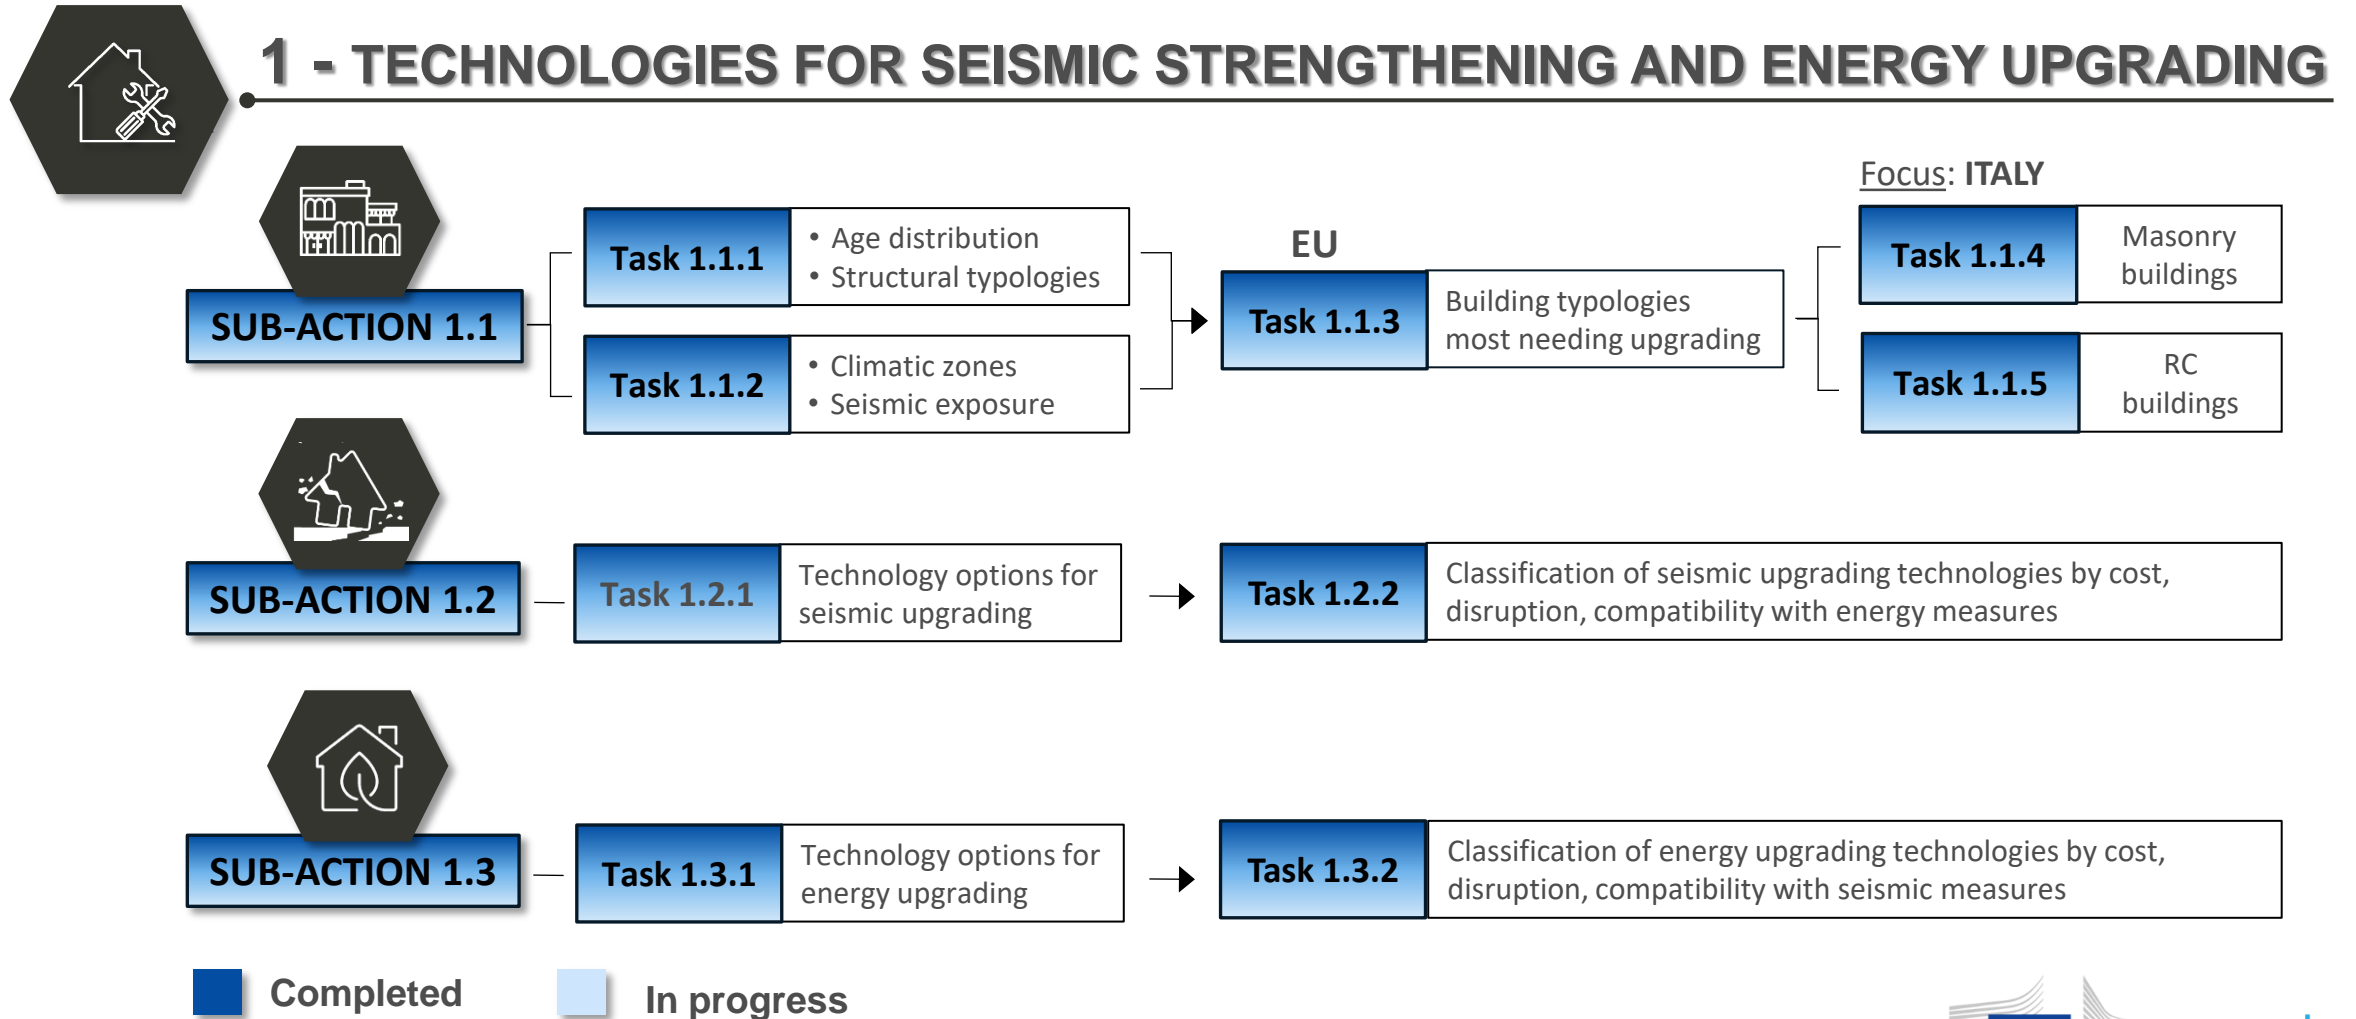 1 - TECHNOLOGIES FOR SEISMIC STRENGTHENING AND ENERGY UPGRADING
SUB-ACTION 1.1
Task 1.1.1
• Age distribution
• Structural typologies
Task 1.1.2
• Climatic zones
• Seismic exposure
EU
Task 1.1.3
Building typologies
most needing upgrading
Focus: ITALY
Task 1.1.4
Masonry
buildings
Task 1.1.5
RC
buildings
SUB-ACTION 1.2
Task 1.2.1
Technology options for
seismic upgrading
Task 1.2.2
Classification of seismic upgrading technologies by cost,
disruption, compatibility with energy measures
SUB-ACTION 1.3
Task 1.3.1
Technology options for
energy upgrading
Task 1.3.2
Classification of energy upgrading technologies by cost,
disruption, compatibility with seismic measures
Completed
In progress